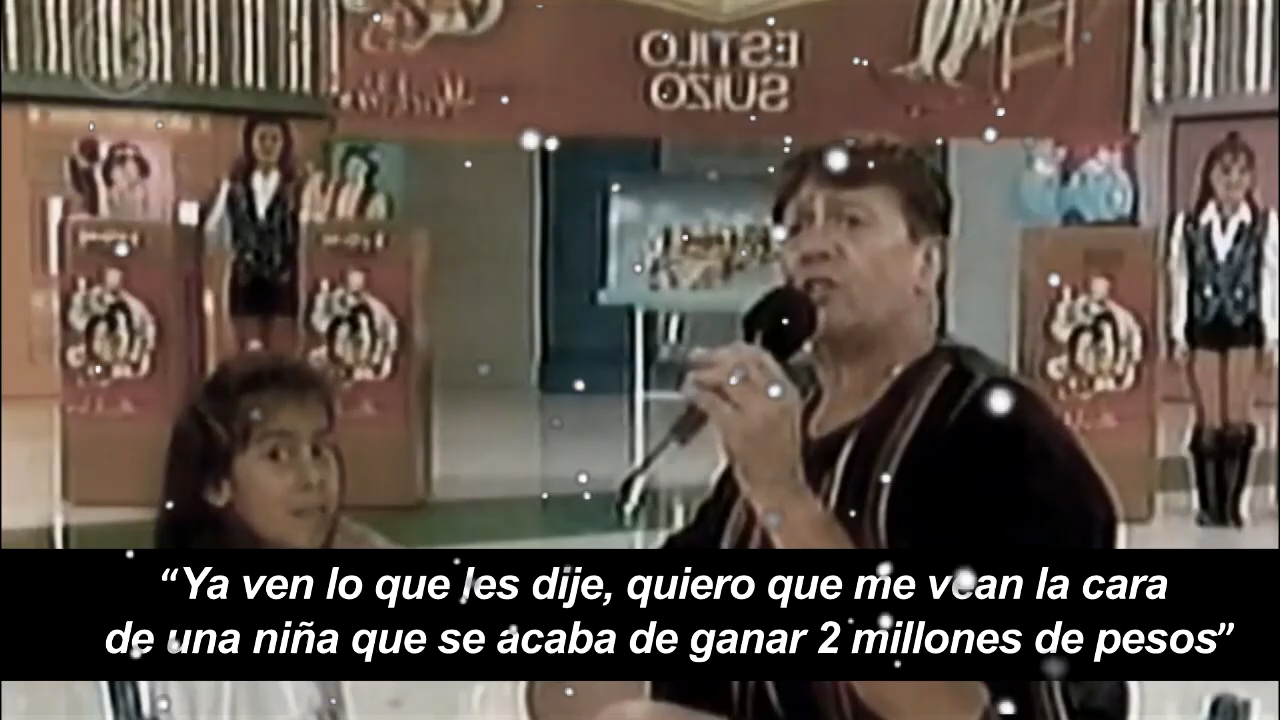 ESTILO
SUIZO
“Ya ven lo que les dije, quiero que me vean la cara
de una niña que se acaba de ganar 2 millones de pesos”